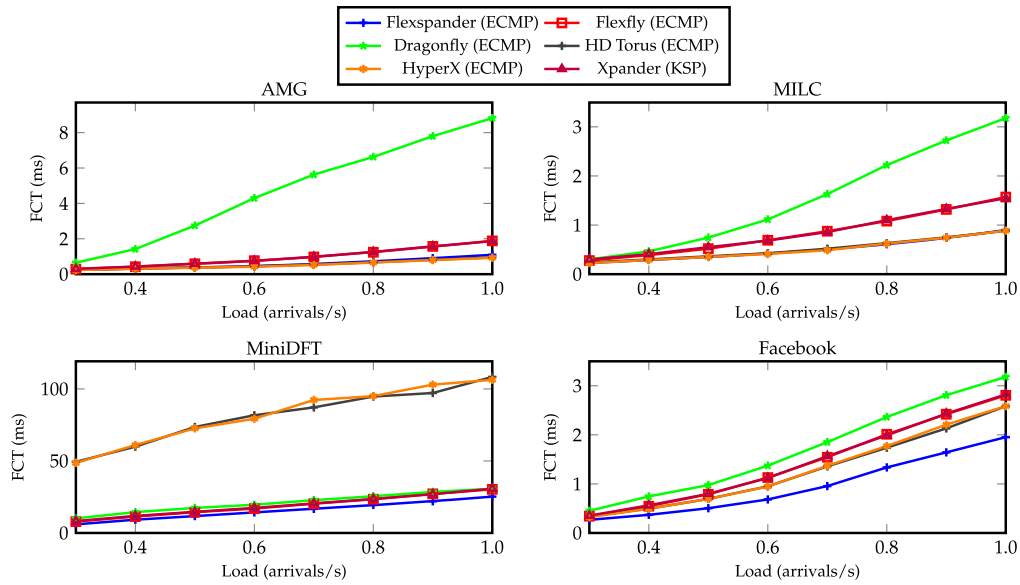 Flexspander (ECMP) Flexfly (ECMP)
Dragonfly (ECMP) HD Torus (ECMP)
HyperX (ECMP) Xpander (KSP)
AMG
FCT (ms)
8
6
4
2
0
0.4 0.6 0.8 1.0
Load (arrivals/s)
MILC
FCT (ms)
3
2
1
0
0.4 0.6 0.8 1.0
Load (arrivals/s)
MiniDFT
FCT (ms)
100
50
0
0.4 0.6 0.8 1.0
Load (arrivals/s)
Facebook
FCT (ms)
3
2
1
0
0.4 0.6 0.8 1.0
Load (arrivals/s)